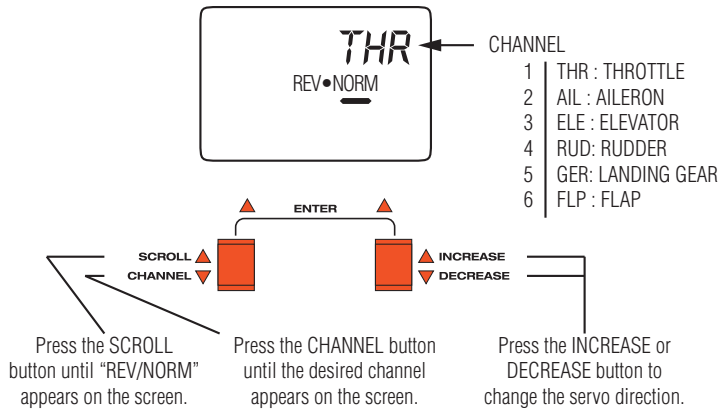 THR
REV•NORM
CHANNEL
1 THR : THROTTLE
2 AIL : AILERON
3 ELE : ELEVATOR
4 RUD: RUDDER
5 GER: LANDING GEAR
6 FLP : FLAP
ENTER
SCROLL
CHANNEL
INCREASE
DECREASE
Press the SCROLL
button until “REV/NORM”
appears on the screen.
Press the CHANNEL button
until the desired channel
appears on the screen.
Press the INCREASE or
DECREASE button to
change the servo direction.